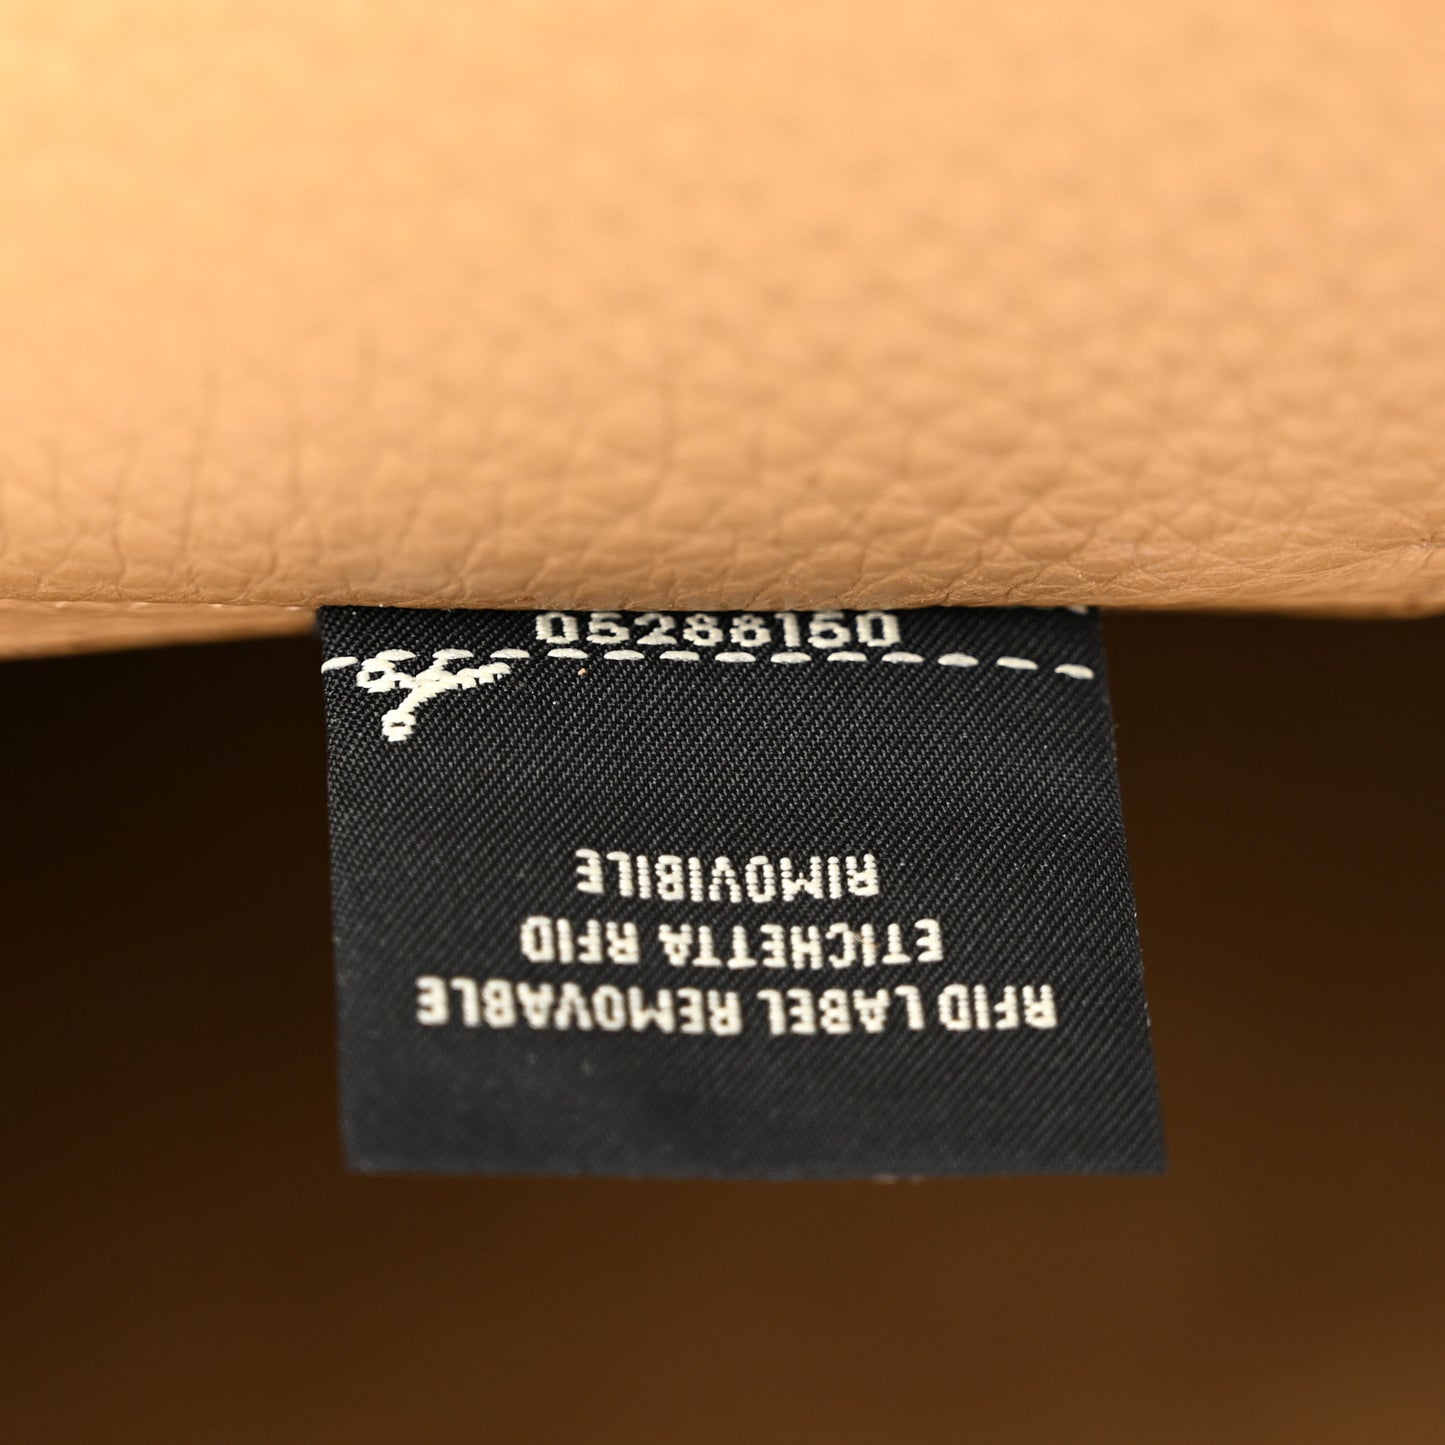 RFID LABEL REMOVABLE
ETICHETTA RFID
RIMOVIBILE